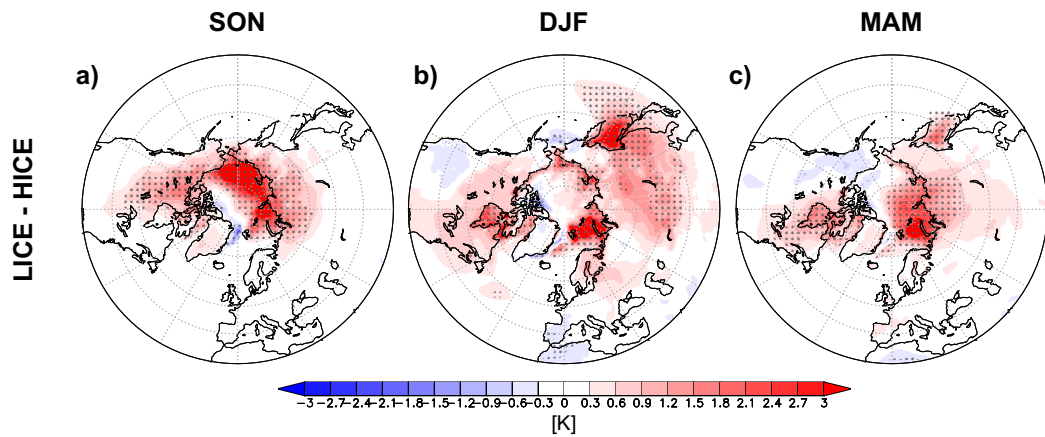 SON DJF MAM
a) b) c)
LICE - HICE
−3 −2.7 −2.4 −2.1 −1.8 −1.5 −1.2 −0.9 −0.6 −0.3 0 0.3 0.6 0.9 1.2 1.5 1.8 2.1 2.4 2.7 3
[K]